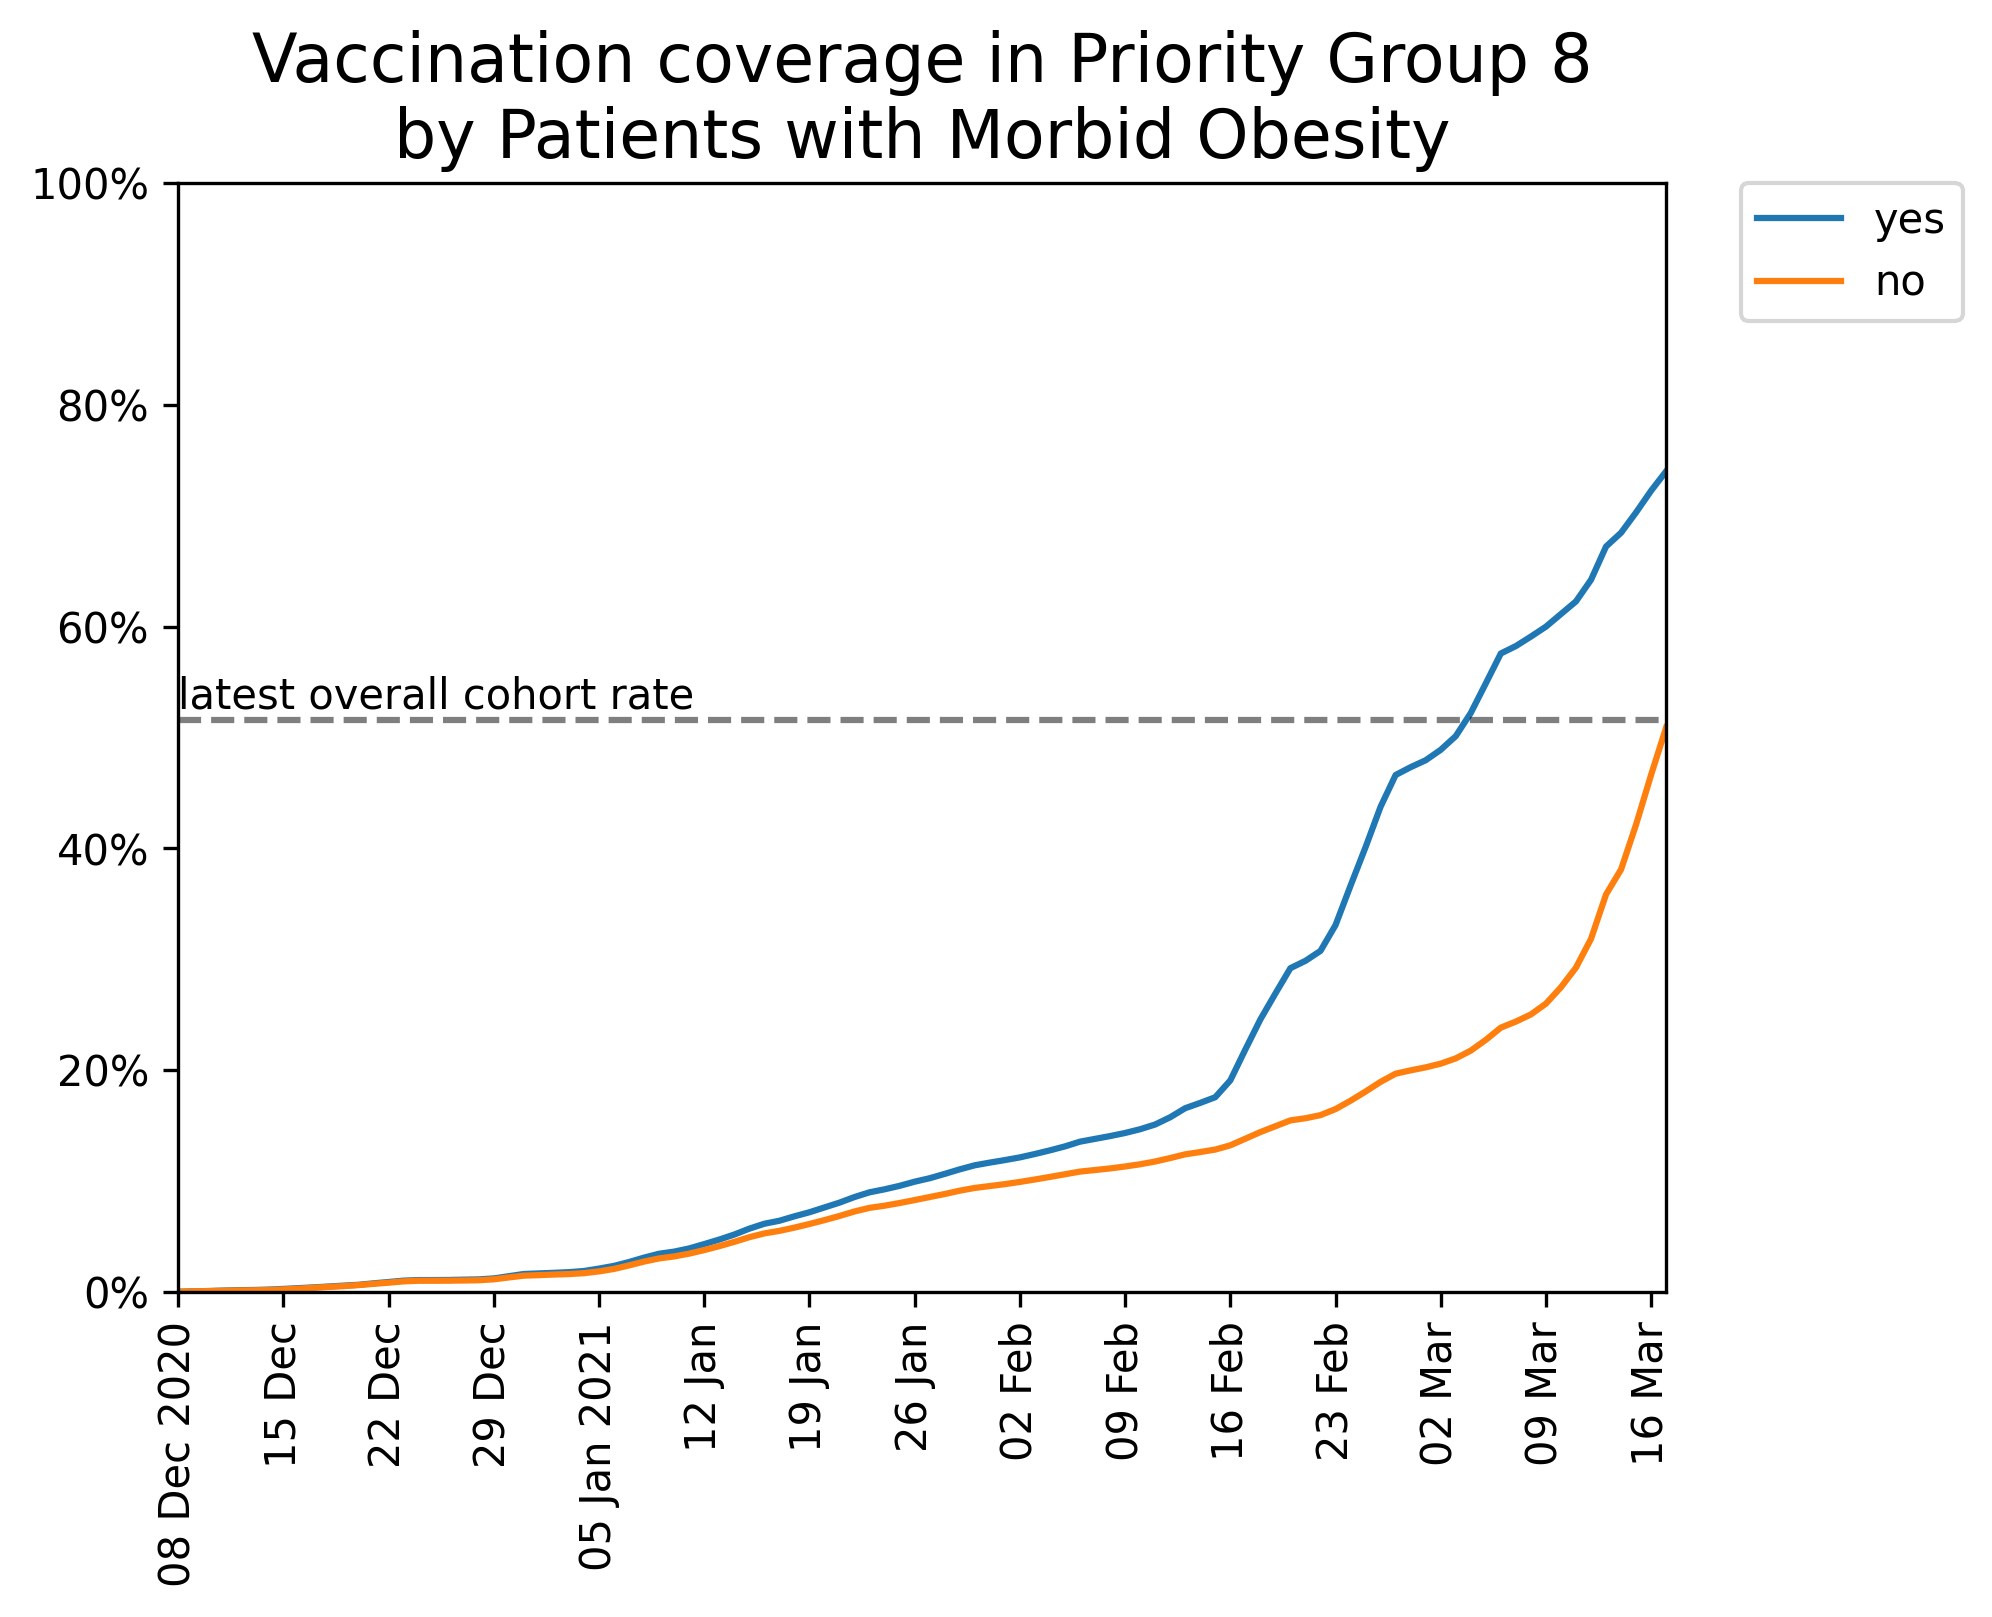 Vaccination coverage in Priority Group 8
by Patients with Morbid Obesity
100%
80%
60%
40%
20%
0%
latest overall cohort rate
yes
no
08 Dec 2020
15 Dec
22 Dec
29 Dec
05 Jan 2021
12 Jan
19 Jan
26 Jan
02 Feb
09 Feb
16 Feb
23 Feb
02 Mar
09 Mar
16 Mar